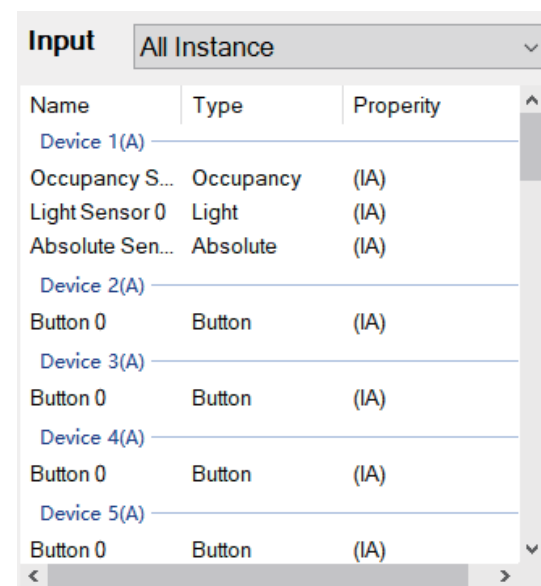 Input All Instance
Name Type Properity
Device 1(A)
Occupancy S... Occupancy (IA)
Light Sensor 0 Light (IA)
Absolute Sen... Absolute (IA)
Device 2(A)
Button 0 Button (IA)
Device 3(A)
Button 0 Button (IA)
Device 4(A)
Button 0 Button (IA)
Device 5(A)
Button 0 Button (IA)